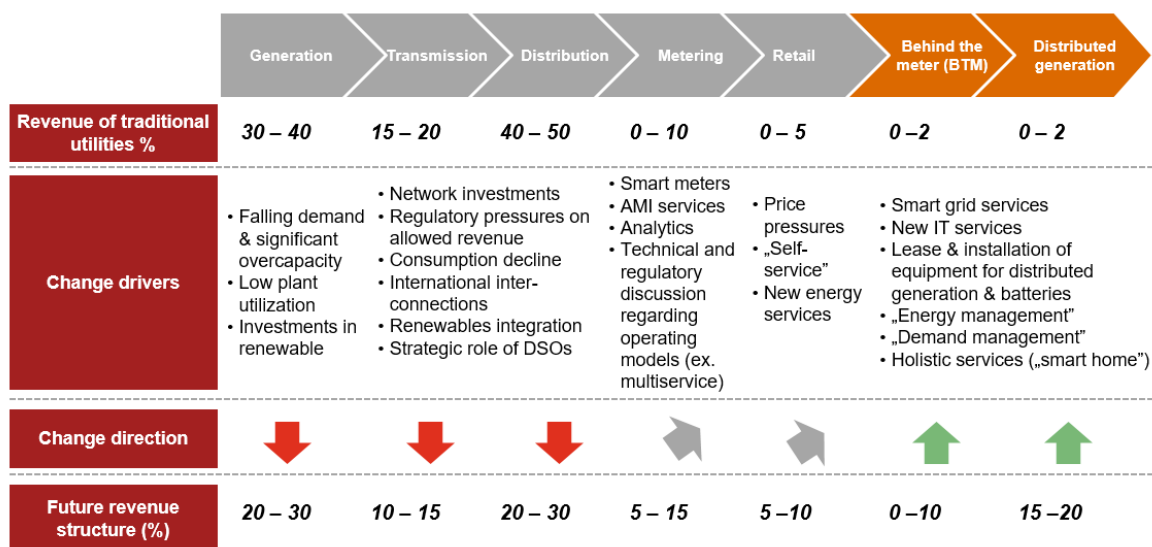 Generation
Transmission
Distribution
Metering
Retail
Behind the
meter (BTM)
Distributed
generation
Revenue of traditional
utilities %
30 – 40
15 – 20
40 – 50
0 – 10
0 – 5
0 –2
0 – 2
Change drivers
• Falling demand
& significant
overcapacity
• Low plant
utilization
• Investments in
renewable
• Network investments
• Regulatory pressures on
allowed revenue
• Consumption decline
• International inter-
connections
• Renewables integration
• Strategic role of DSOs
• Smart meters
• AMI services
• Analytics
• Technical and
regulatory
discussion
regarding
operating
models (ex.
multiservice)
• Price
pressures
• „Self-
service”
• New energy
services
• Smart grid services
• New IT services
• Lease & installation of
equipment for distributed
generation & batteries
• „Energy management”
• „Demand management”
• Holistic services („smart home”)
Change direction
Future revenue
structure (%)
20 – 30
10 – 15
20 – 30
5 – 15
5 –10
0 –10
15 –20